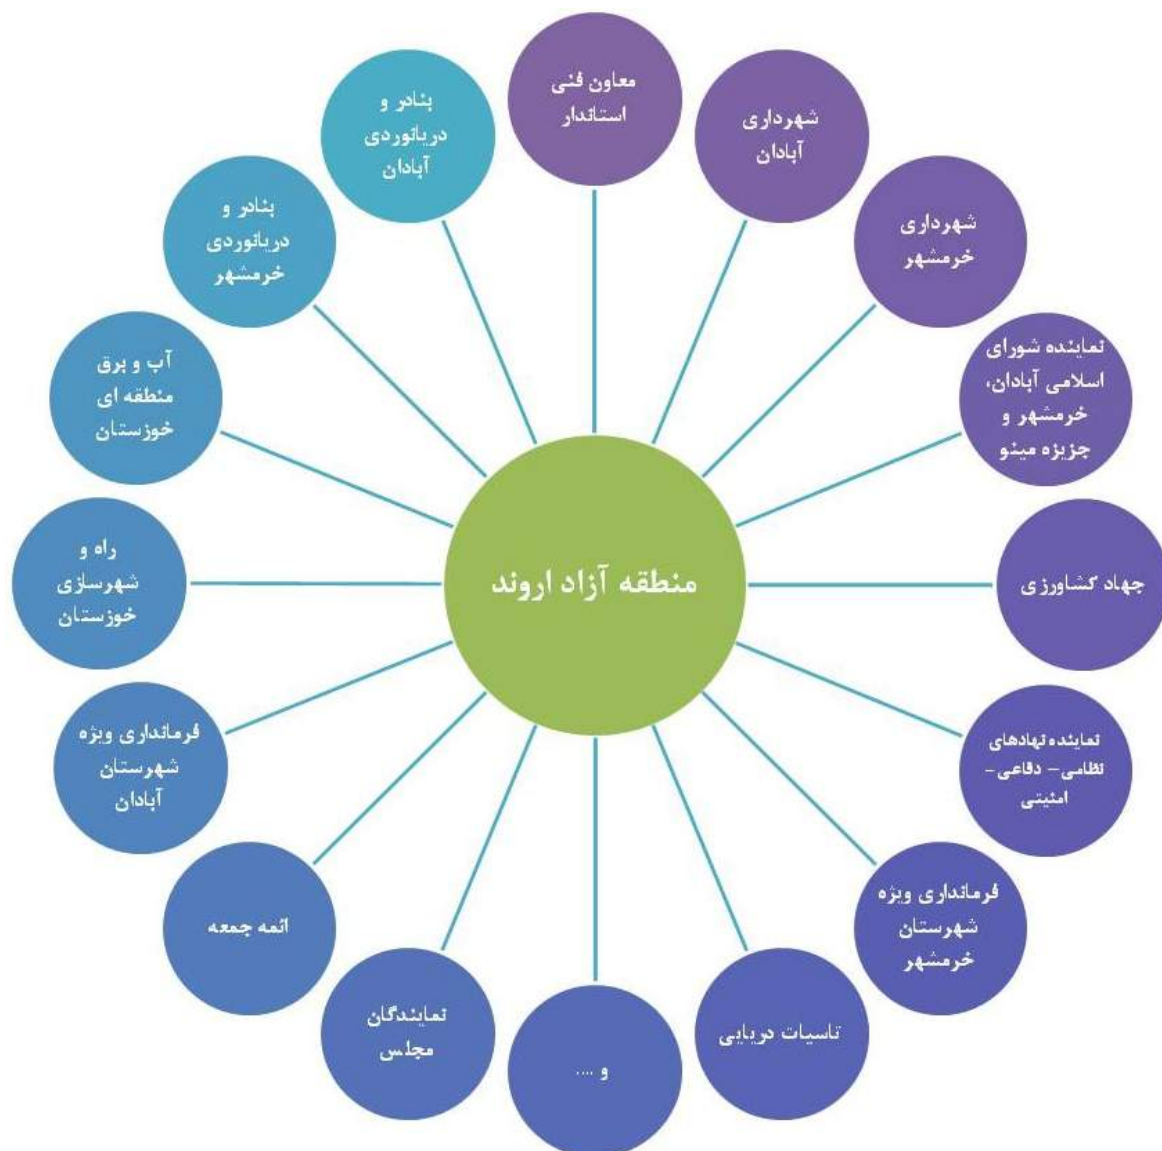 معاون فنی
استاندار
شهرداری
آبادان
شهرداری
خرمشهر
نماینده شورای
اسلامی آبادان،
خرمشهر و
جزیزه مینو
جهاد کشاورزی
نماینده نهادهای
نظامی– دفاعی–
امنیتی
فرمانداری ویژه
شهرستان
خرمشهر
تاسیات دریایی
و ....
نمایندگان
مجلس
ائمه جمعه
فرمانداری ویژه
شهرستان
آبادان
راه و
شهرسازی
خوزستان
آب و برق
منطقه ای
خوزستان
بنادر و
دریانوردی
خرمشهر
بنادر و
دریانوردی
آبادان
منطقه آزاد اروند